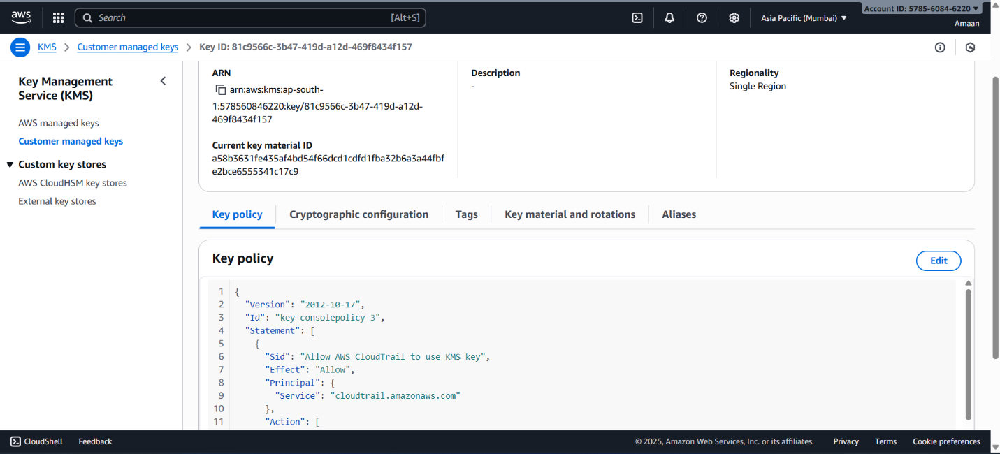 aws
Search
[Alt+S]
Asia Pacific (Mumbai)
Account ID: 5785-6084-6220
Amaan
KMS
Customer managed keys
Key ID: 81c9566c-3b47-419d-a12d-469f8434f157
Key Management
Service (KMS)
AWS managed keys
Customer managed keys
Custom key stores
AWS CloudHSM key stores
External key stores
ARN
arn:aws:kms:ap-south-
1:578560846220:key/81c9566c-3b47-419d-a12d-
469f8434f157
Current key material ID
a58b3631fe435af4bd54f66dcd1cdfd1fba32b6a3a44fbf
e2bce6555341c17c9
Description
-
Regionality
Single Region
Key policy
Cryptographic configuration
Tags
Key material and rotations
Aliases
Key policy
Edit
1 {
2 "Version": "2012-10-17",
3 "Id": "key-consolepolicy-3",
4 "Statement": [
5 {
6 "Sid": "Allow AWS CloudTrail to use KMS key",
7 "Effect": "Allow",
8 "Principal": {
9 "Service": "cloudtrail.amazonaws.com"
10 },
11 "Action": [
CloudShell
Feedback
© 2025, Amazon Web Services, Inc. or its affiliates.
Privacy
Terms
Cookie preferences